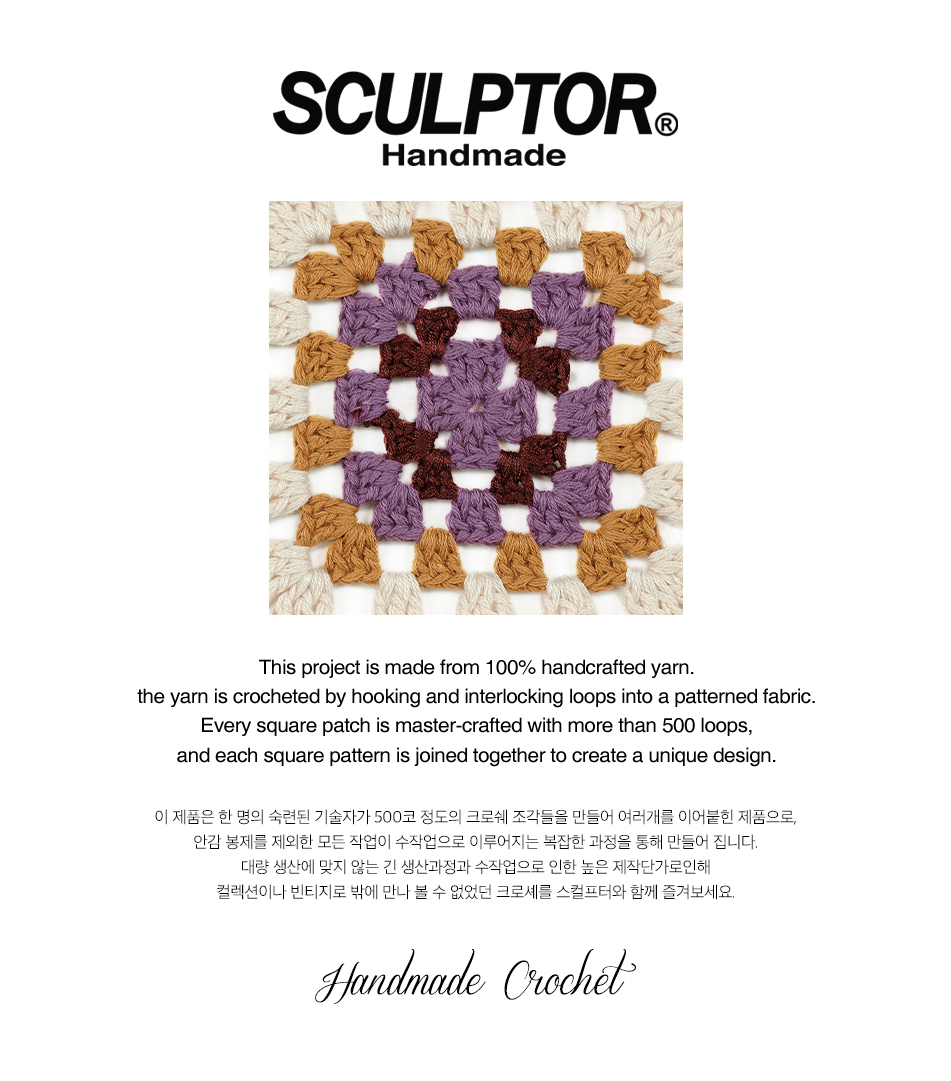 SCULPTOR®
Handmade
This project is made from 100% handcrafted yarn.
the yarn is crocheted by hooking and interlocking loops into a patterned fabric.
Every square patch is master-crafted with more than 500 loops,
and each square pattern is joined together to create a unique design.
이 제품은 한 명의 숙련된 기술자가 500코 정도의 크로쉐 조각들을 만들어 여러개를 이어붙힌 제품으로,
안감 봉제를 제외한 모든 작업이 수작업으로 이루어지는 복잡한 과정을 통해 만들어 집니다.
대량 생산에 맞지 않는 긴 생산과정과 수작업으로 인한 높은 제작단가로인해
컬렉션이나 빈티지로 밖에 만나 볼 수 없었던 크로셰를 스컬프터와 함께 즐겨보세요.
Handmade Crochet